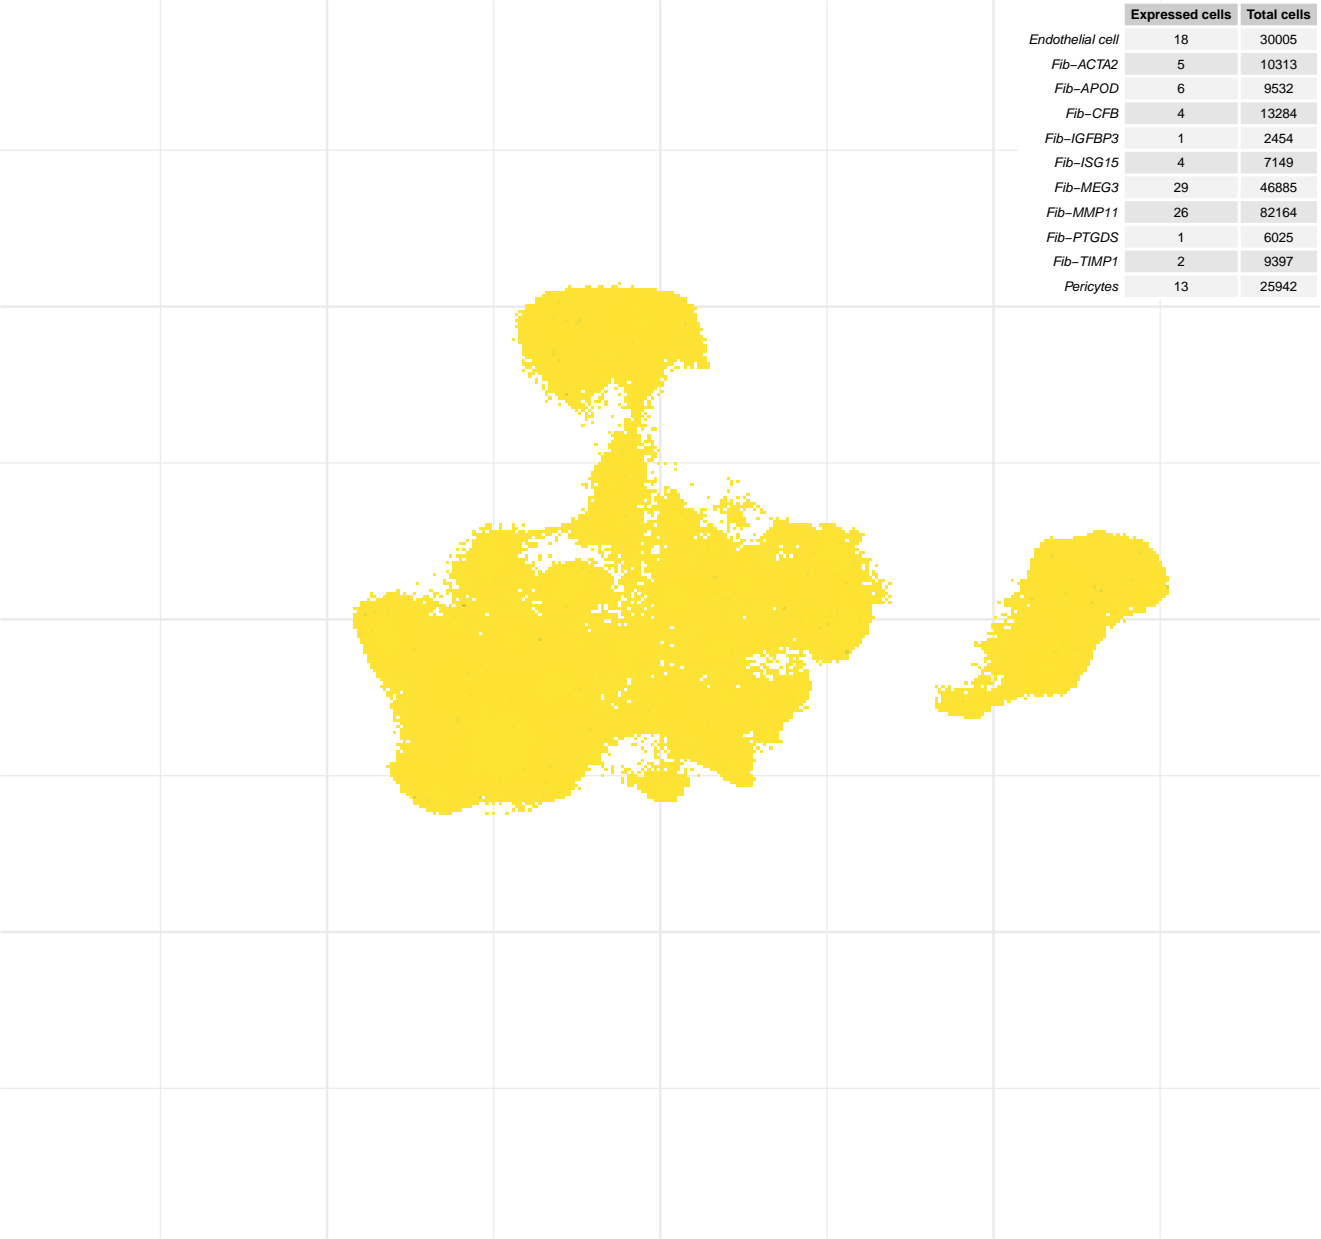 Expressed cells Total cells
Endothelial cell 18 30005
Fib−ACTA2 5 10313
Fib−APOD 6 9532
Fib−CFB 4 13284
Fib−IGFBP3 1 2454
Fib−ISG15 4 7149
Fib−MEG3 29 46885
Fib−MMP11 26 82164
Fib−PTGDS 1 6025
Fib−TIMP1 2 9397
Pericytes 13 25942